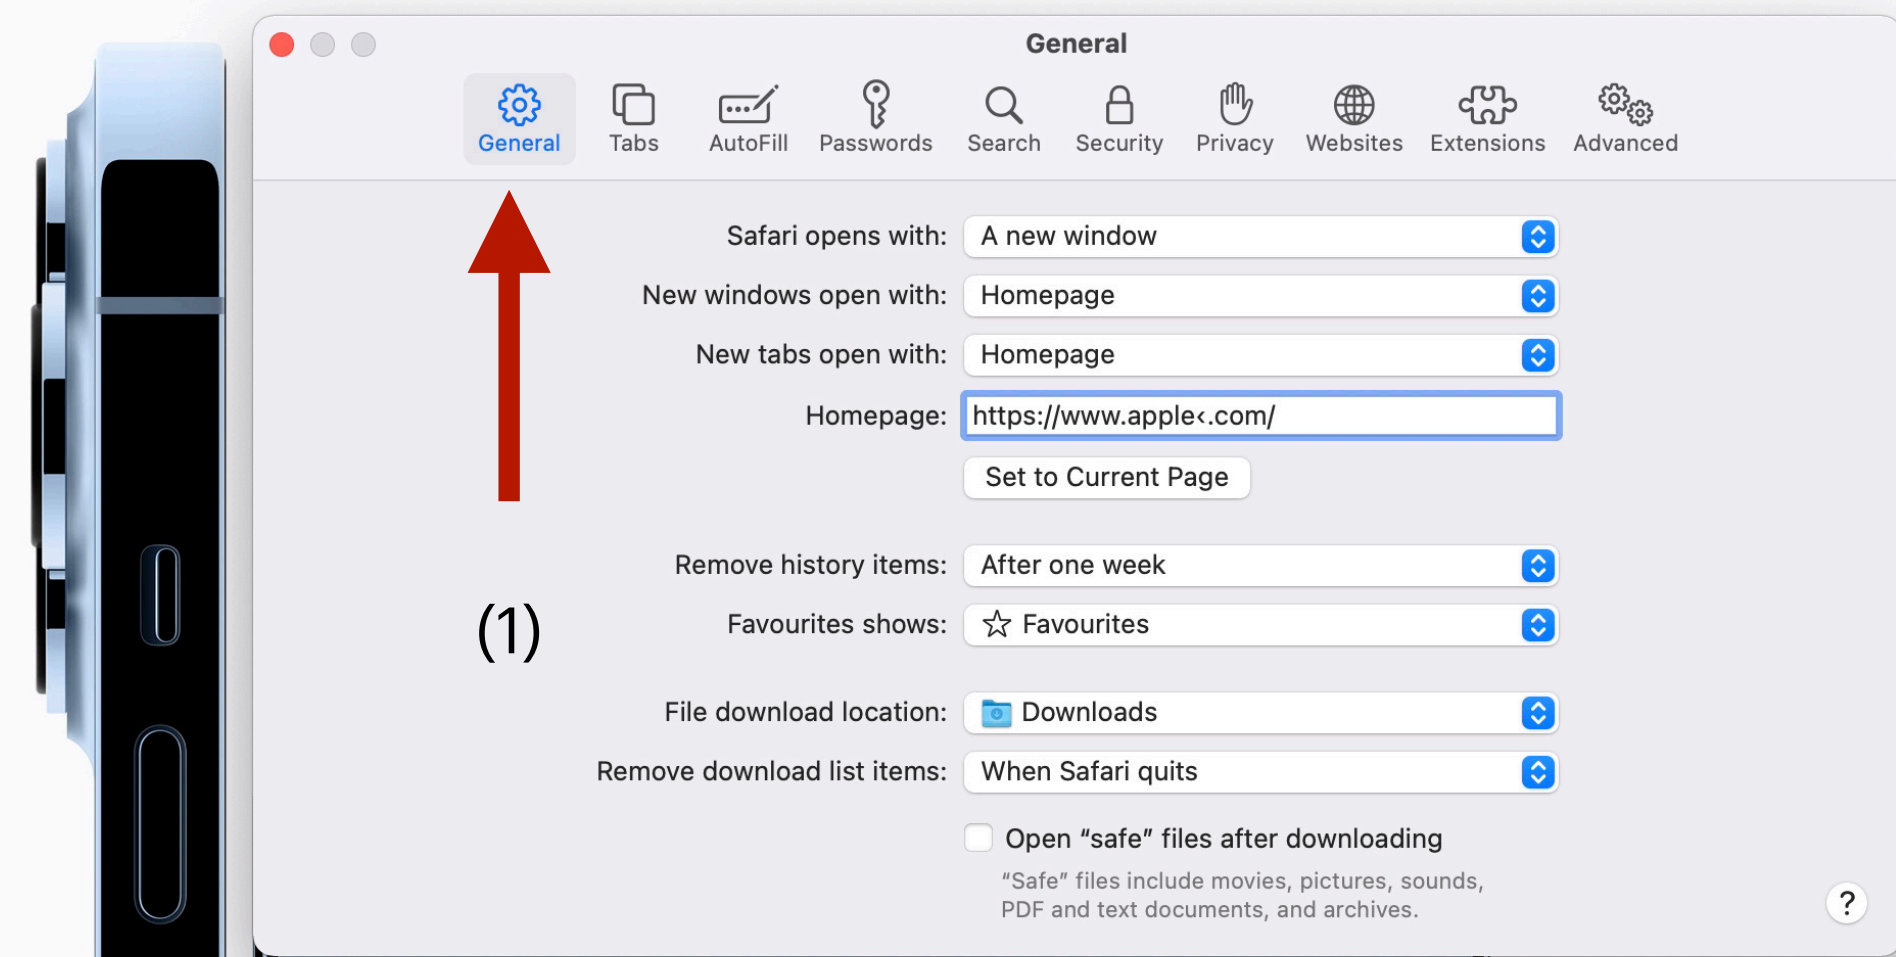 General
General Tabs AutoFill Passwords Search Security Privacy Websites Extensions Advanced
Safari opens with: A new window
New windows open with: Homepage
New tabs open with: Homepage
Homepage: https://www.apple‹.com/
Set to Current Page
Remove history items: After one week
(1)
Favourites shows: Favourites
File download location: Downloads
Remove download list items: When Safari quits
Open “safe” files after downloading
“Safe” files include movies, pictures, sounds,
PDF and text documents, and archives.
?